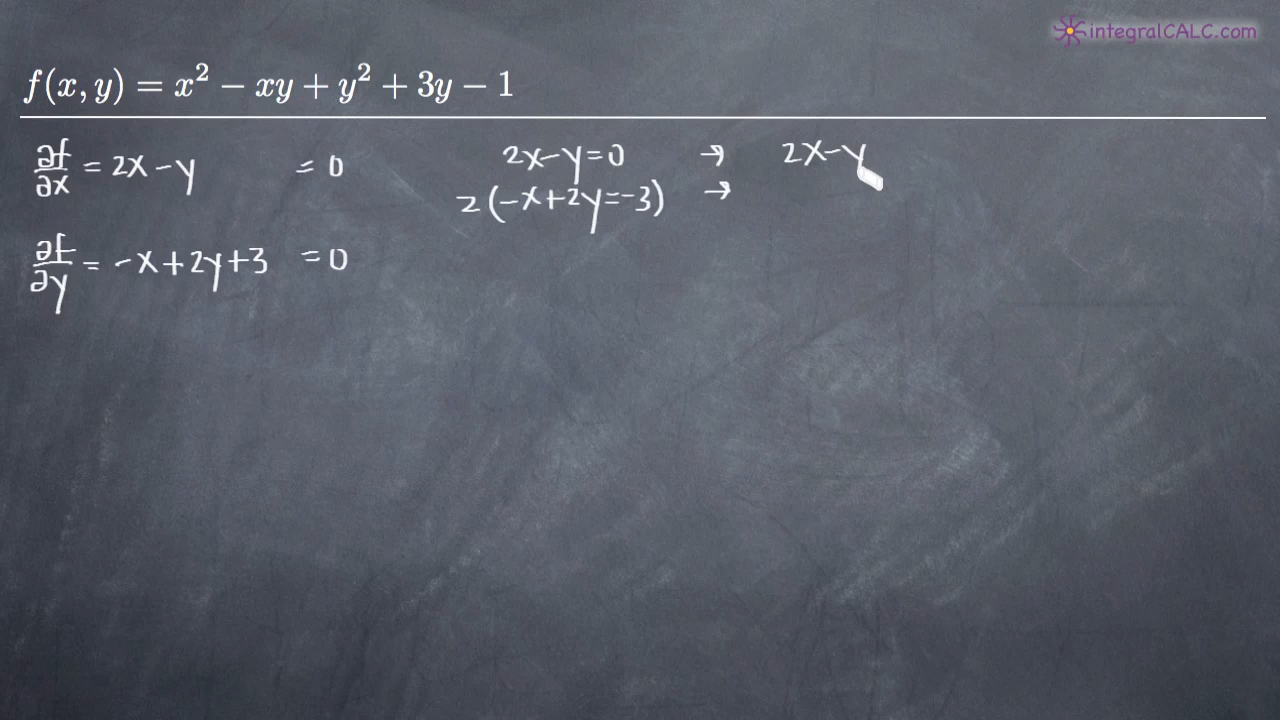 integralCALC.com
f(x, y) = x² − xy + y² + 3y − 1
∂f/∂x = 2x − y = 0
2x − y = 0 → 2x − y
2(−x + 2y = −3) →
∂f/∂y = −x + 2y + 3 = 0